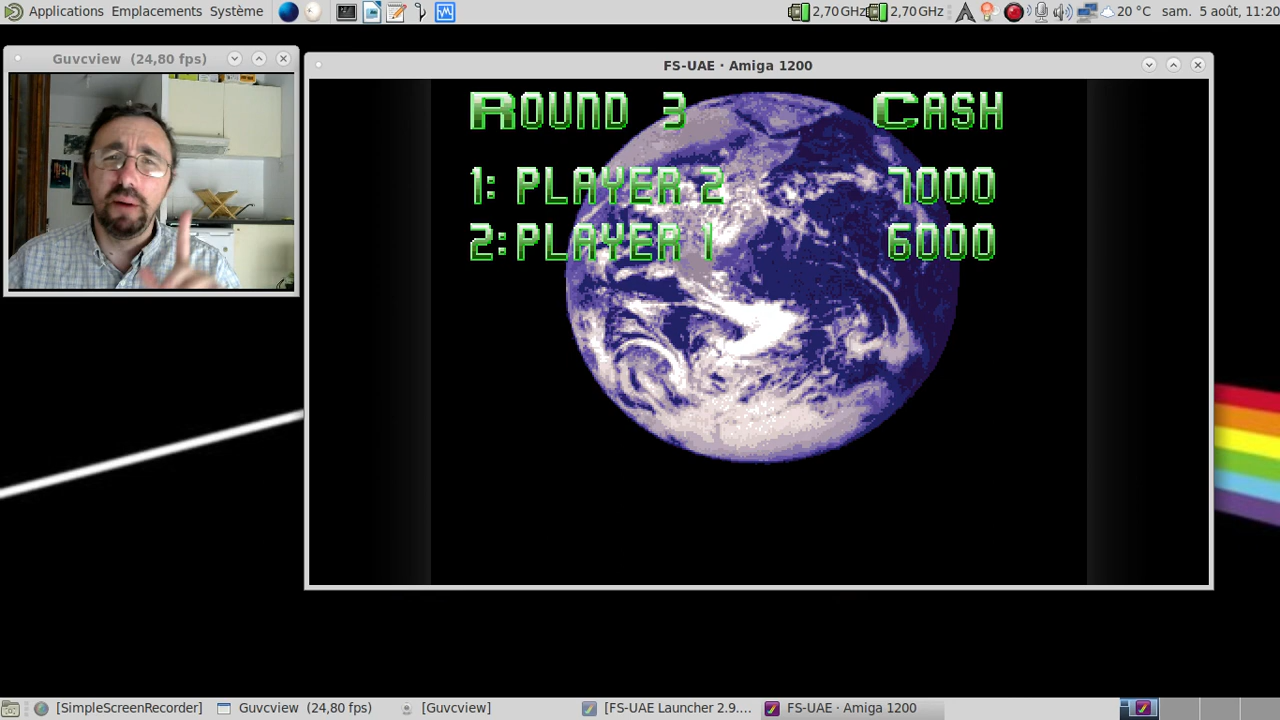 Applications Emplacements Système 2,70 GHz 2,70 GHz 20 °C sam. 5 août, 11:20
Guvcview (24,80 fps)
FS-UAE · Amiga 1200
ROUND 3 CASH
1: PLAYER 2 7000
2: PLAYER 1 6000
[SimpleScreenRecorder] Guvcview (24,80 fps) [Guvcview] [FS-UAE Launcher 2.9.... FS-UAE · Amiga 1200